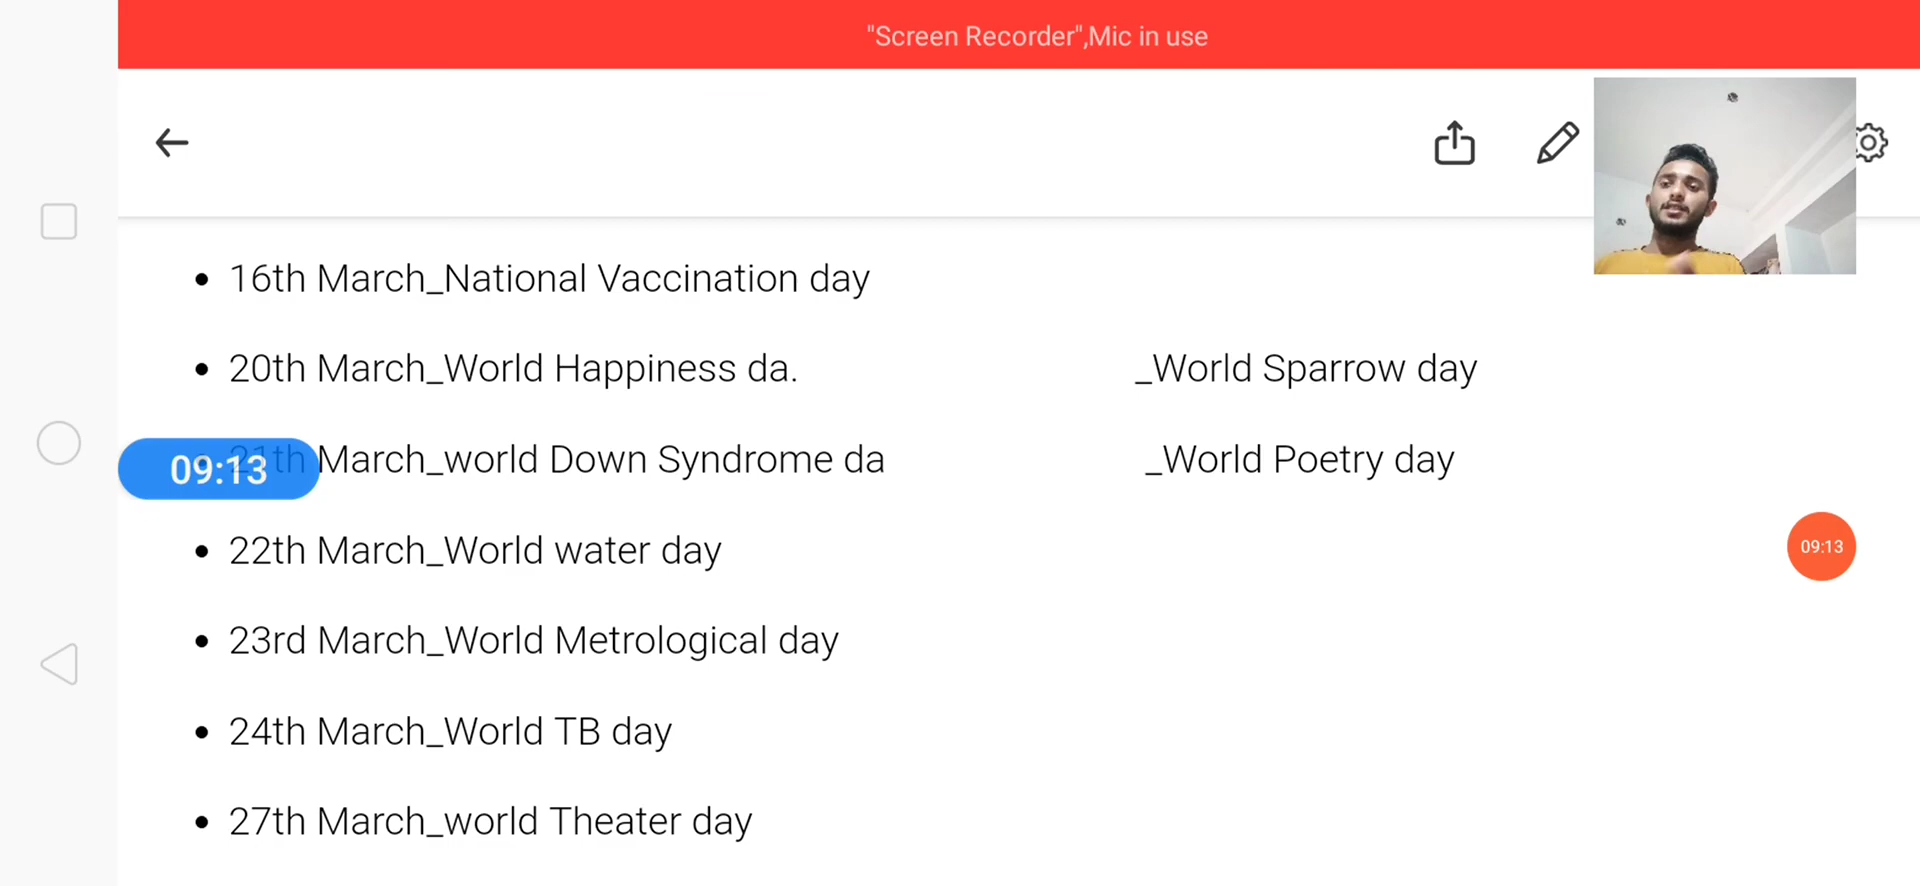 "Screen Recorder",Mic in use
16th March_National Vaccination day
20th March_World Happiness da. _World Sparrow day
21th March_world Down Syndrome da _World Poetry day
09:13
22th March_World water day
09:13
23rd March_World Metrological day
24th March_World TB day
27th March_world Theater day